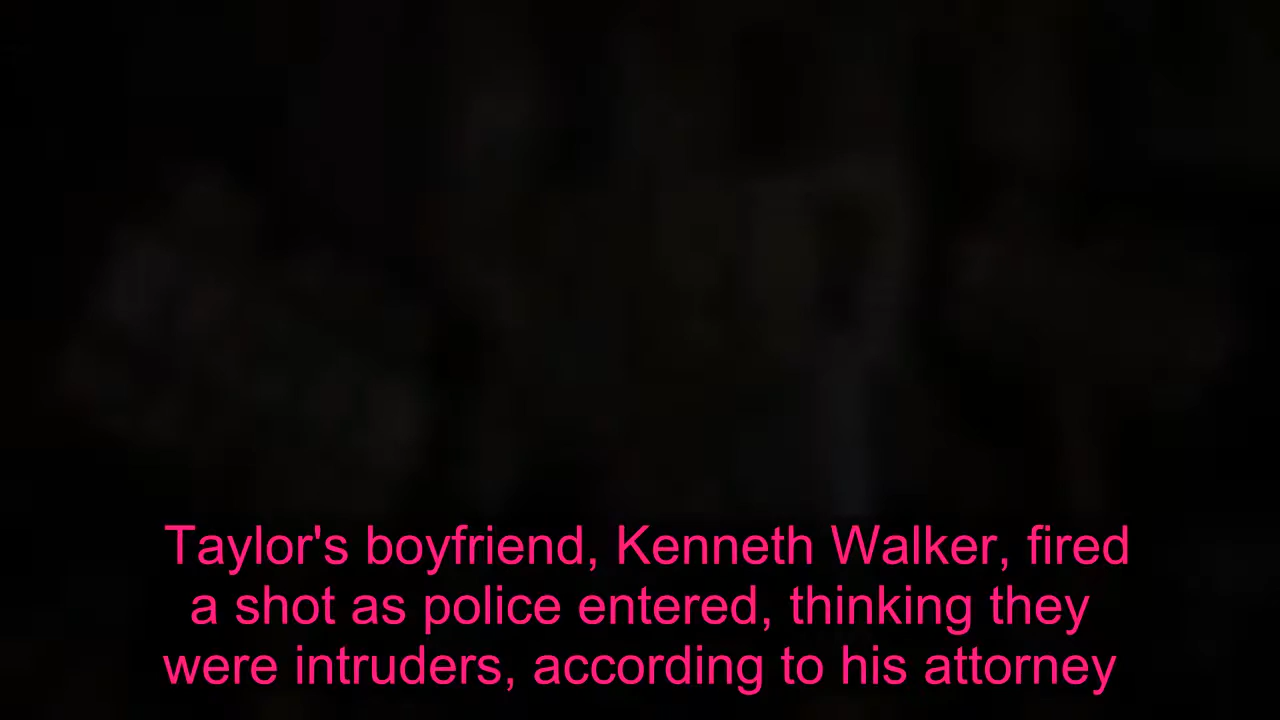 Taylor's boyfriend, Kenneth Walker, fired
a shot as police entered, thinking they
were intruders, according to his attorney